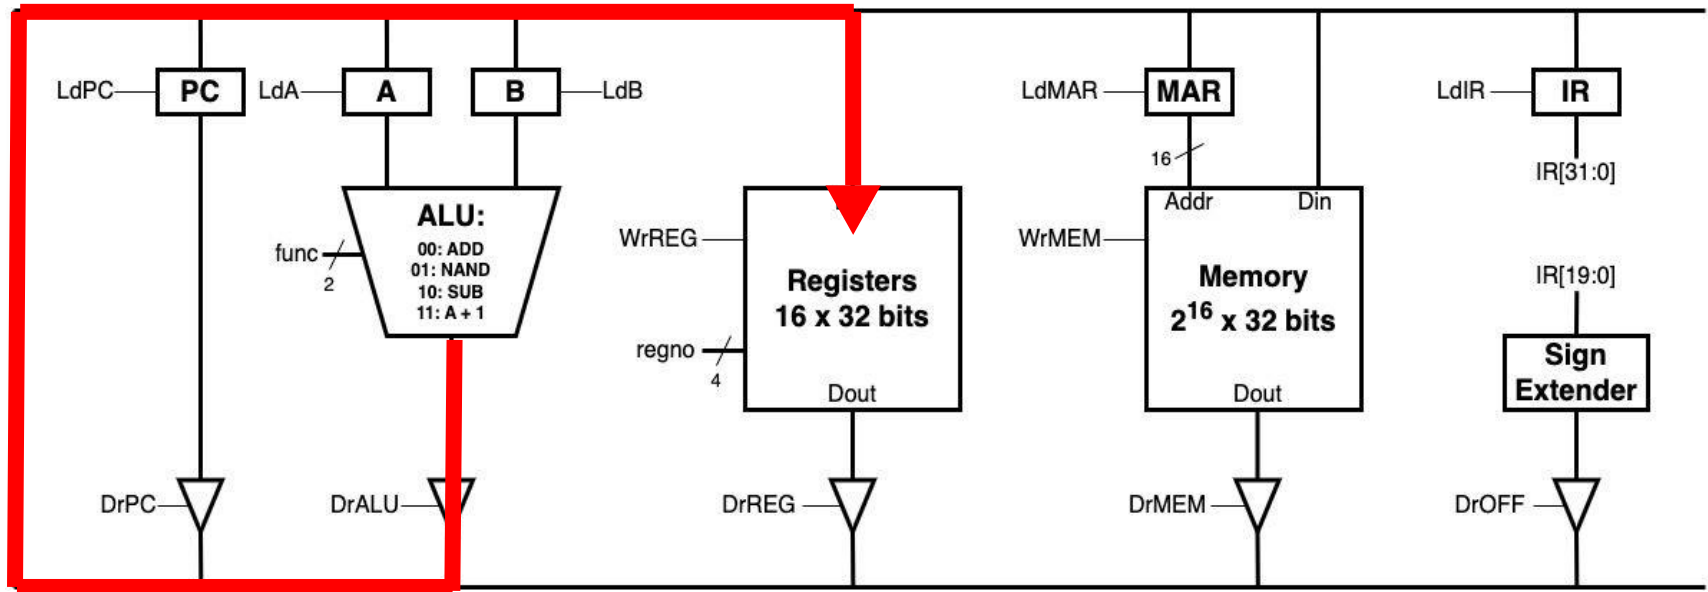 LdPC
PC
LdA
A
B
LdB
LdMAR
MAR
LdIR
IR
16
IR[31:0]
ALU:
00: ADD
01: NAND
10: SUB
11: A + 1
func
2
WrREG
Registers
16 x 32 bits
regno
4
Dout
Addr
Din
WrMEM
Memory
2^16 x 32 bits
Dout
IR[19:0]
Sign
Extender
DrPC
DrALU
DrREG
DrMEM
DrOFF